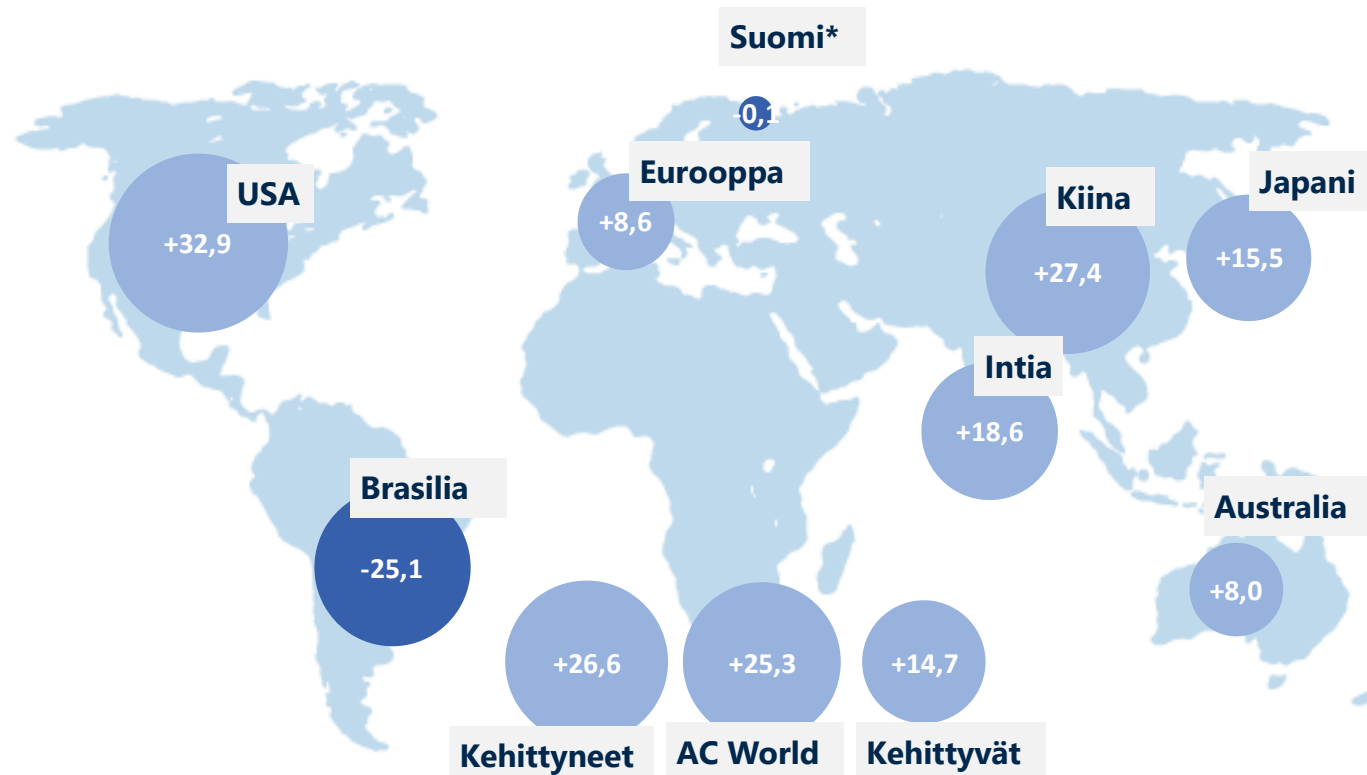 Suomi*
-0,1
Eurooppa
+8,6
USA
+32,9
Kiina
+27,4
Japani
+15,5
Intia
+18,6
Brasilia
-25,1
Australia
+8,0
+26,6
Kehittyneet
+25,3
AC World
+14,7
Kehittyvät